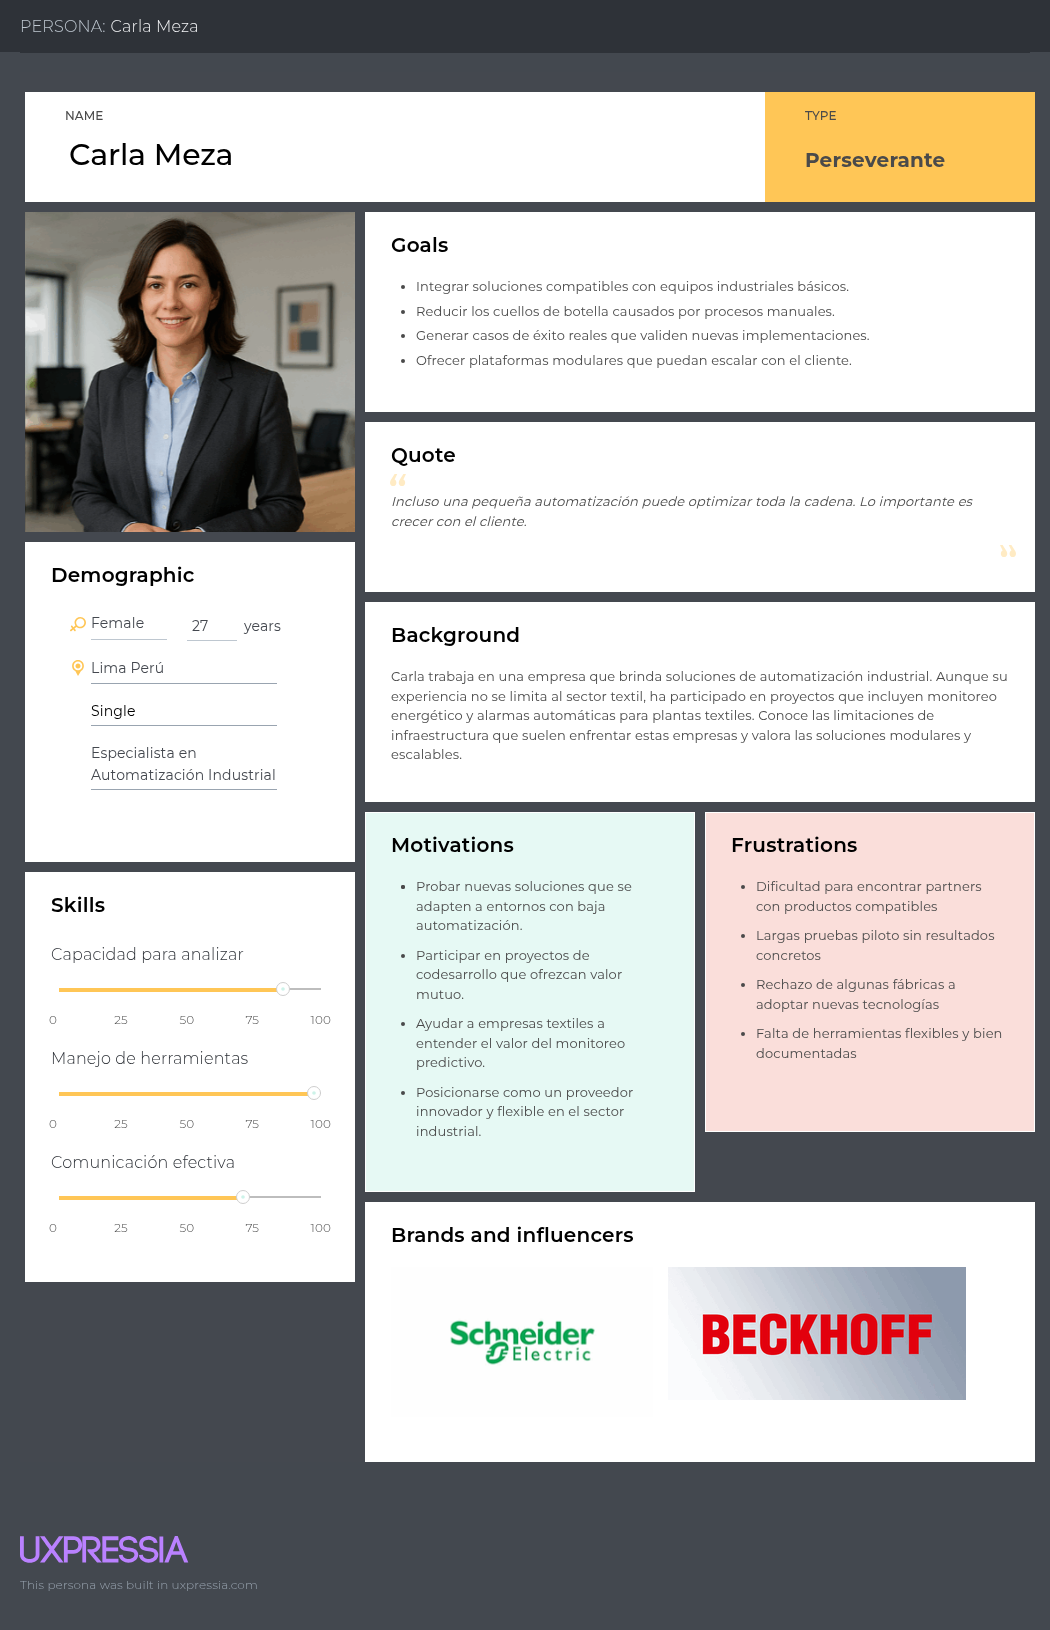 PERSONA: Carla Meza
NAME
Carla Meza
TYPE
Perseverante
Goals
Integrar soluciones compatibles con equipos industriales básicos.
Reducir los cuellos de botella causados por procesos manuales.
Generar casos de éxito reales que validen nuevas implementaciones.
Ofrecer plataformas modulares que puedan escalar con el cliente.
Quote
“
Incluso una pequeña automatización puede optimizar toda la cadena. Lo importante es
crecer con el cliente.
”
Demographic
Female
27 years
Lima Perú
Single
Especialista en
Automatización Industrial
Background
Carla trabaja en una empresa que brinda soluciones de automatización industrial. Aunque su
experiencia no se limita al sector textil, ha participado en proyectos que incluyen monitoreo
energético y alarmas automáticas para plantas textiles. Conoce las limitaciones de
infraestructura que suelen enfrentar estas empresas y valora las soluciones modulares y
escalables.
Skills
Capacidad para analizar
0 25 50 75 100
Manejo de herramientas
0 25 50 75 100
Comunicación efectiva
0 25 50 75 100
Motivations
Probar nuevas soluciones que se
adapten a entornos con baja
automatización.
Participar en proyectos de
codesarrollo que ofrezcan valor
mutuo.
Ayudar a empresas textiles a
entender el valor del monitoreo
predictivo.
Posicionarse como un proveedor
innovador y flexible en el sector
industrial.
Frustrations
Dificultad para encontrar partners
con productos compatibles
Largas pruebas piloto sin resultados
concretos
Rechazo de algunas fábricas a
adoptar nuevas tecnologías
Falta de herramientas flexibles y bien
documentadas
Brands and influencers
Schneider
Electric
BECKHOFF
UXPRESSIA
This persona was built in uxpressia.com